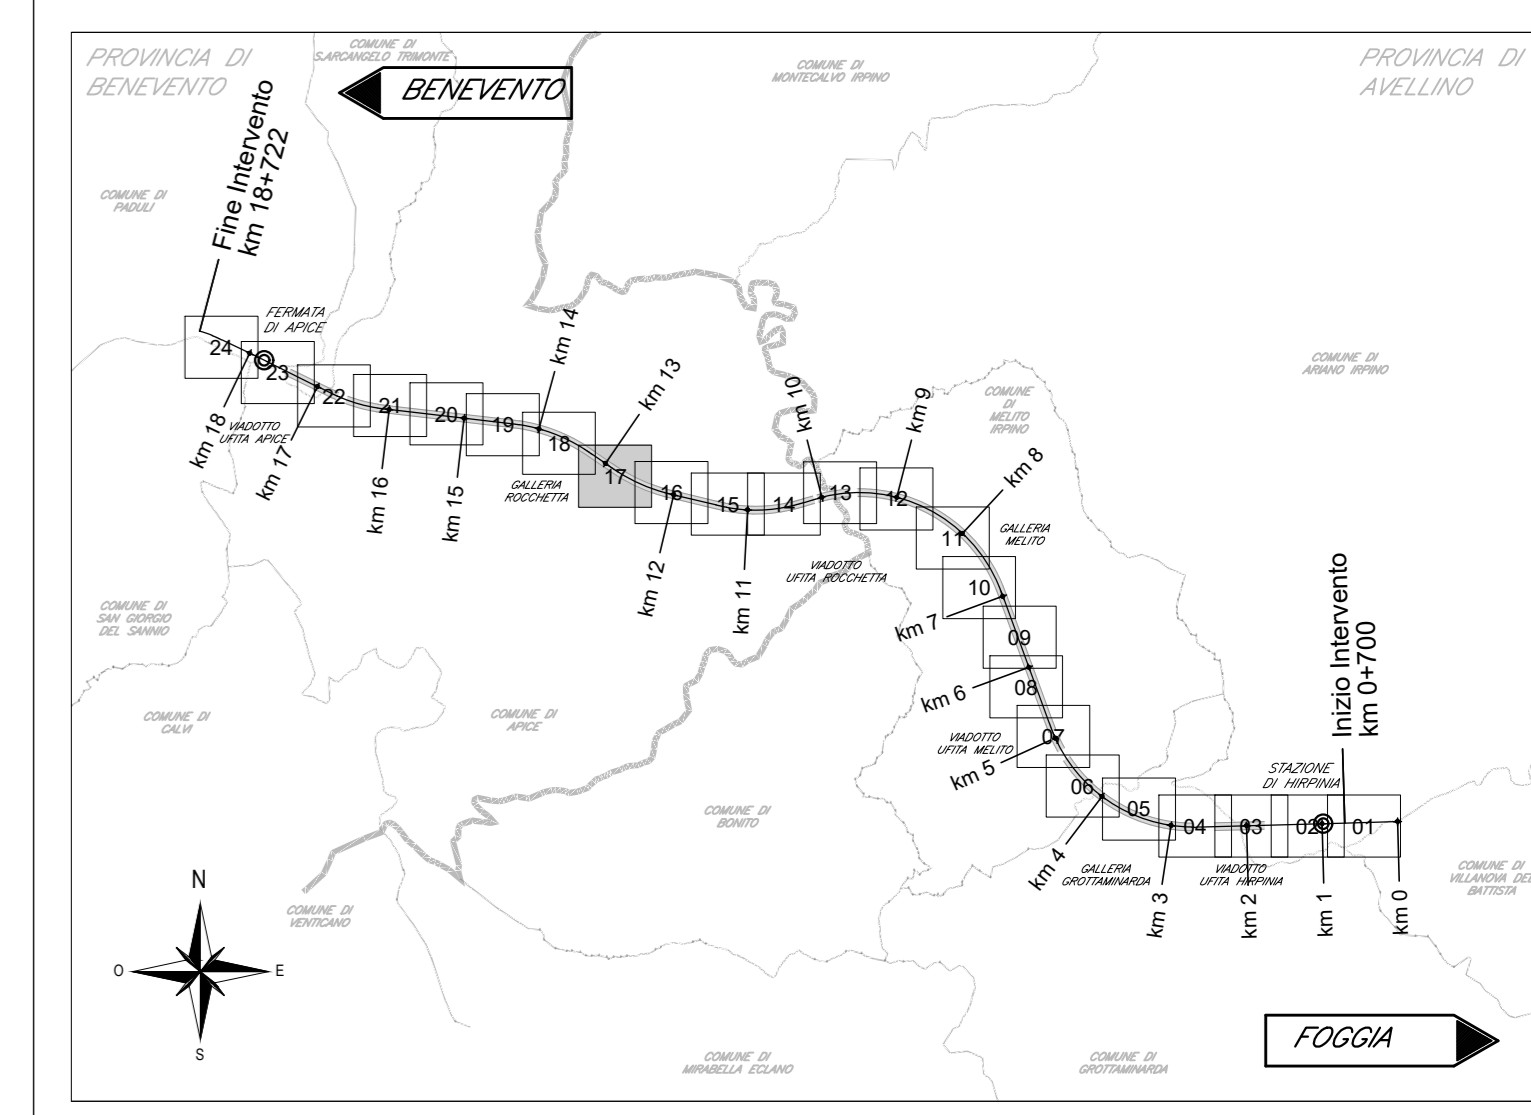 PROVINCIA DI
BENEVENTO
COMUNE DI
S.ARCANGELO TRIMONTE
BENEVENTO
COMUNE DI
MONTECALVO IRPINO
PROVINCIA DI
AVELLINO
Fine Intervento
km 18+722
COMUNE DI
PADULI
FERMATA
DI APICE
24
23
22
21
20
19
18
17
16
15
14
13
12
11
10
09
08
07
06
05
04
03
02
01
km 18
km 17
km 16
km 15
km 14
km 13
km 12
km 11
km 10
km 9
km 8
km 7
km 6
km 5
km 4
km 3
km 2
km 1
km 0
VIADOTTO
UFITA APICE
GALLERIA
ROCCHETTA
VIADOTTO
UFITA ROCCHETTA
GALLERIA
MELITO
COMUNE
DI
MELITO
IRPINO
COMUNE DI
ARIANO IRPINO
COMUNE DI
SAN GIORGIO
DEL SANNIO
COMUNE DI
CALVI
COMUNE DI
APICE
VIADOTTO
UFITA MELITO
Inizio Intervento
km 0+700
STAZIONE
DI HIRPINIA
COMUNE DI
BONITO
GALLERIA
GROTTAMINARDA
VIADOTTO
UFITA HIRPINIA
COMUNE DI
VILLANOVA DEL
BATTISTA
COMUNE DI
VENTICANO
N
O
E
S
COMUNE DI
MIRABELLA ECLANO
COMUNE DI
GROTTAMINARDA
FOGGIA